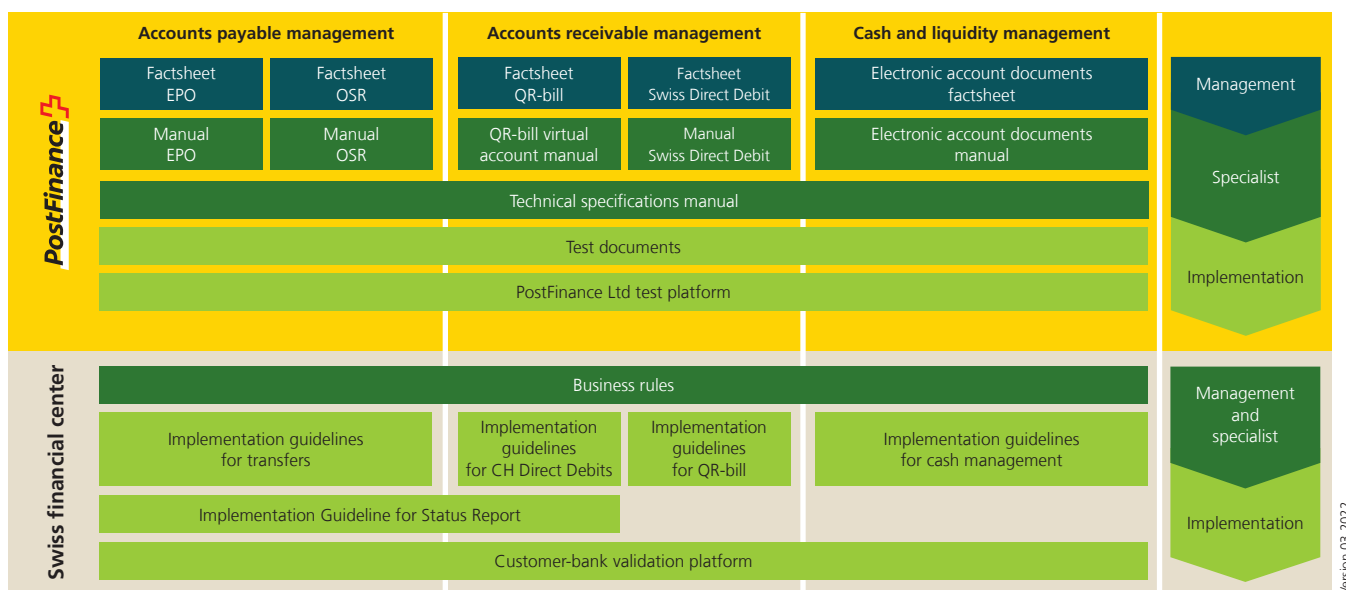 Accounts payable management
Accounts receivable management
Cash and liquidity management
PostFinance
Factsheet
EPO
Factsheet
OSR
Factsheet
QR-bill
Factsheet
Swiss Direct Debit
Electronic account documents
factsheet
Management
Manual
EPO
Manual
OSR
QR-bill virtual
account manual
Manual
Swiss Direct Debit
Electronic account documents
manual
Specialist
Technical specifications manual
Test documents
PostFinance Ltd test platform
Implementation
Swiss financial center
Business rules
Management
and
specialist
Implementation guidelines
for transfers
Implementation
guidelines
for CH Direct Debits
Implementation
guidelines
for QR-bill
Implementation guidelines
for cash management
Implementation Guideline for Status Report
Implementation
Customer-bank validation platform
Version 03.2022